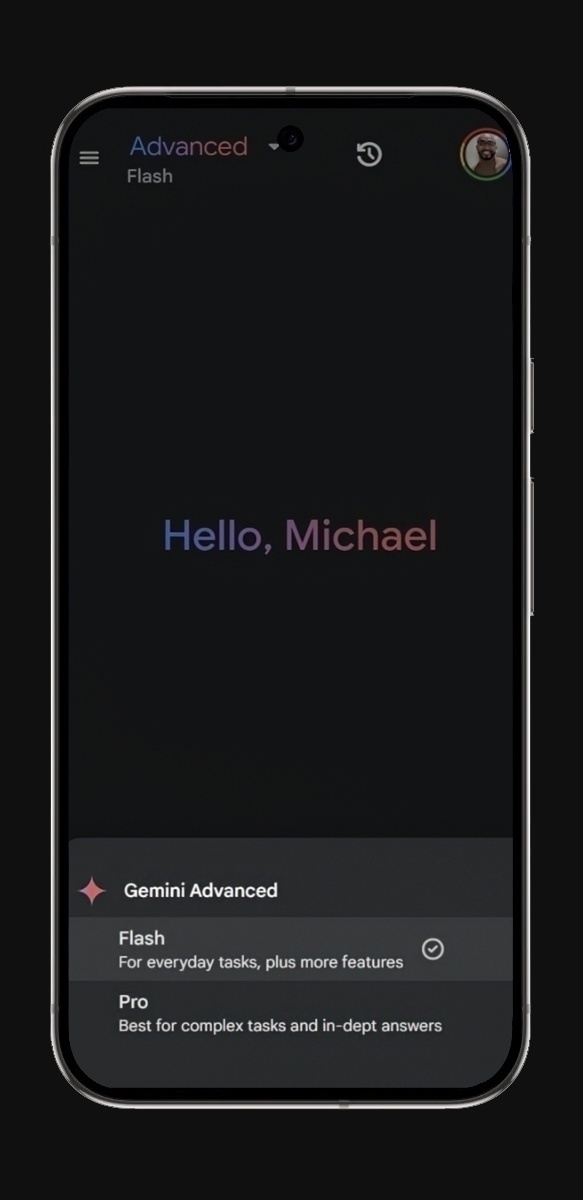 Advanced
Flash
Hello, Michael
Gemini Advanced
Flash
For everyday tasks, plus more features
Pro
Best for complex tasks and in-dept answers